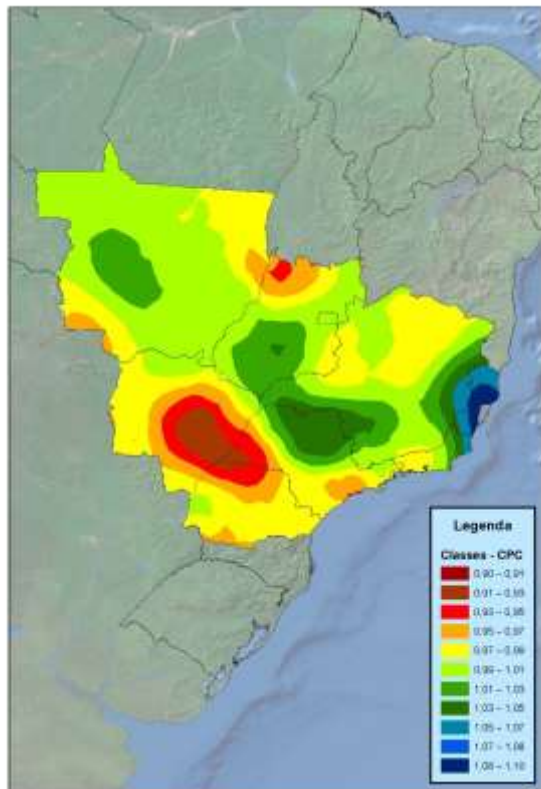 Legenda
Classes - CPC
0,90 – 0,91
0,91 – 0,93
0,93 – 0,95
0,95 – 0,97
0,97 – 0,99
0,99 – 1,01
1,01 – 1,03
1,03 – 1,05
1,05 – 1,07
1,07 – 1,08
1,08 – 1,10